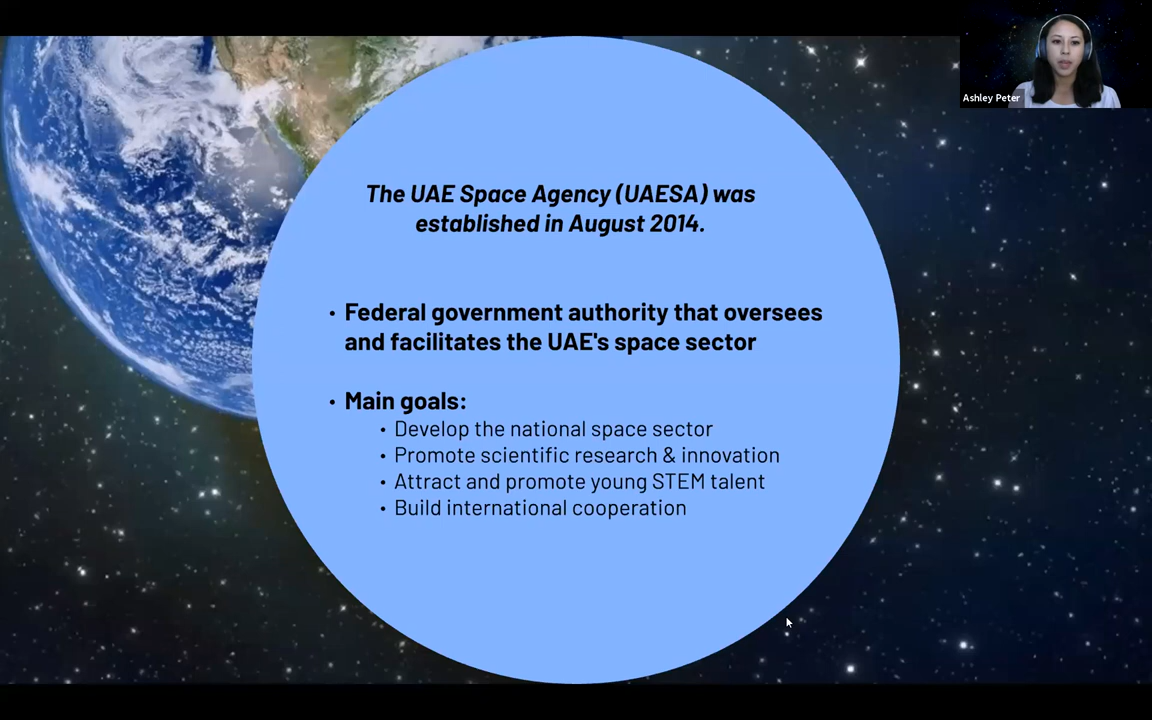 Ashley Peter
The UAE Space Agency (UAESA) was
established in August 2014.
• Federal government authority that oversees
and facilitates the UAE's space sector
• Main goals:
• Develop the national space sector
• Promote scientific research & innovation
• Attract and promote young STEM talent
• Build international cooperation